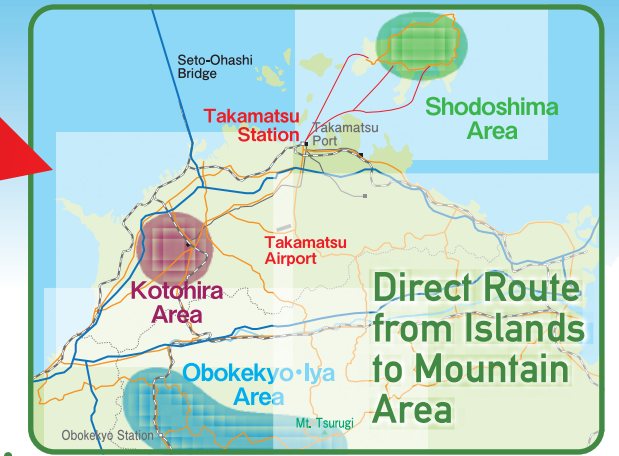 Seto-Ohashi
Bridge
Takamatsu
Station
Takamatsu
Port
Shodoshima
Area
Takamatsu
Airport
Kotohira
Area
Direct Route
from Islands
to Mountain
Area
Obokekyo・Iya
Area
Mt. Tsurugi
Obokekyo Station